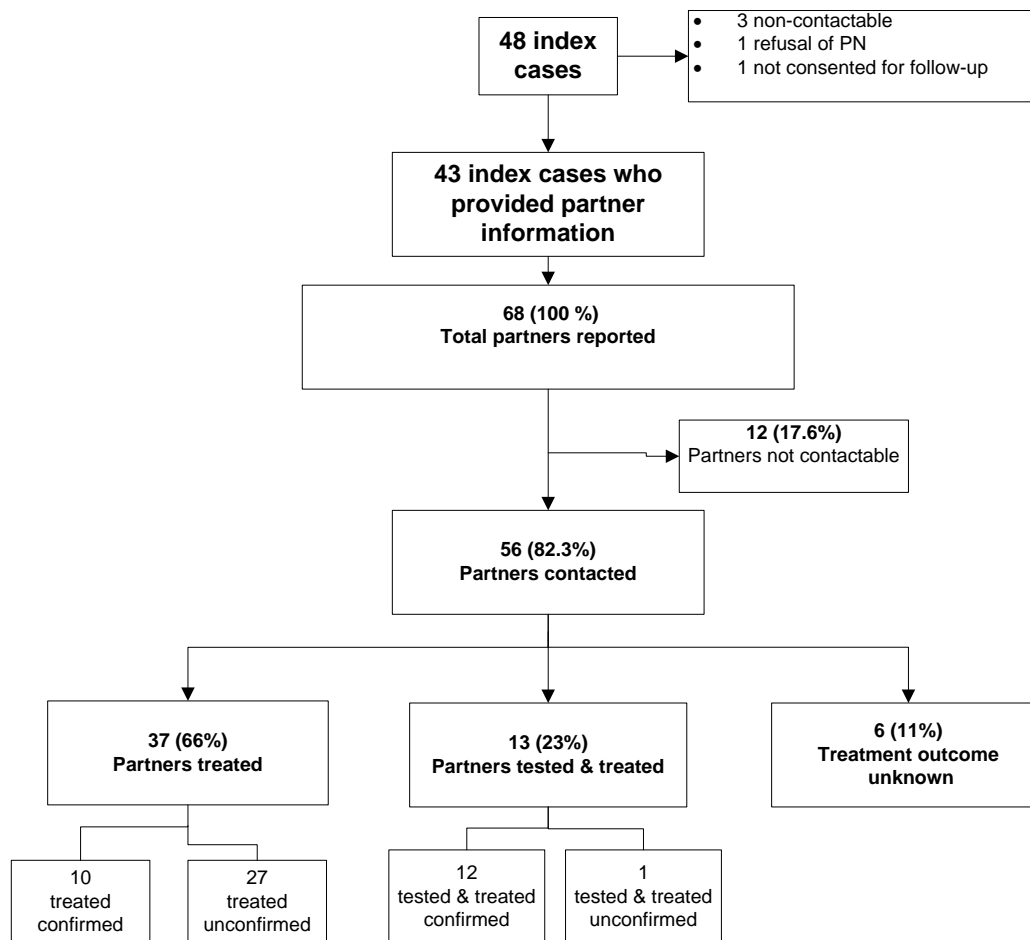 48 index
cases
• 3 non-contactable
• 1 refusal of PN
• 1 not consented for follow-up
43 index cases who
provided partner
information
68 (100 %)
Total partners reported
12 (17.6%)
Partners not contactable
56 (82.3%)
Partners contacted
37 (66%)
Partners treated
13 (23%)
Partners tested & treated
6 (11%)
Treatment outcome
unknown
10
treated
confirmed
27
treated
unconfirmed
12
tested & treated
confirmed
1
tested & treated
unconfirmed